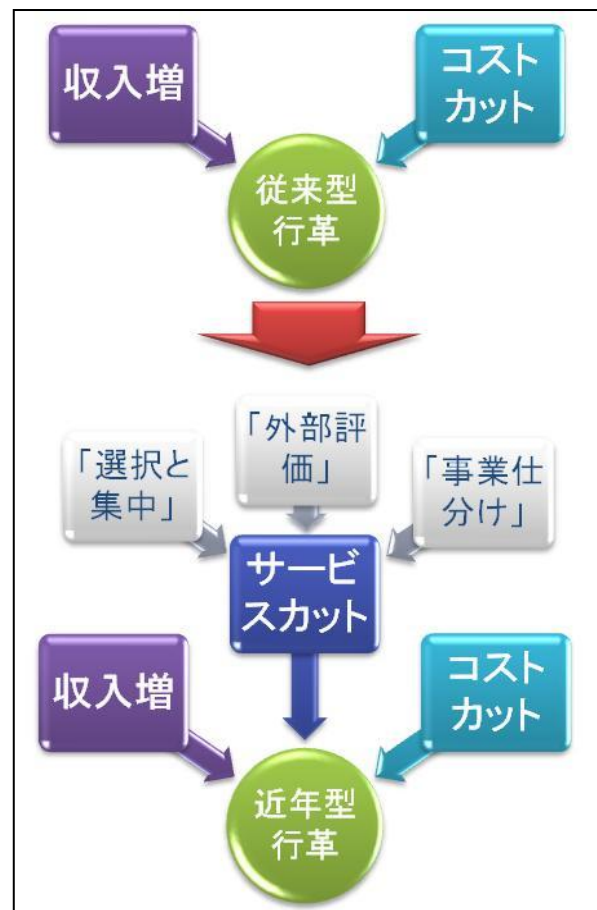 収入増
コスト
カット
従来型
行革
「外部評
価」
「選択と
集中」
「事業仕
分け」
サービ
スカット
収入増
コスト
カット
近年型
行革